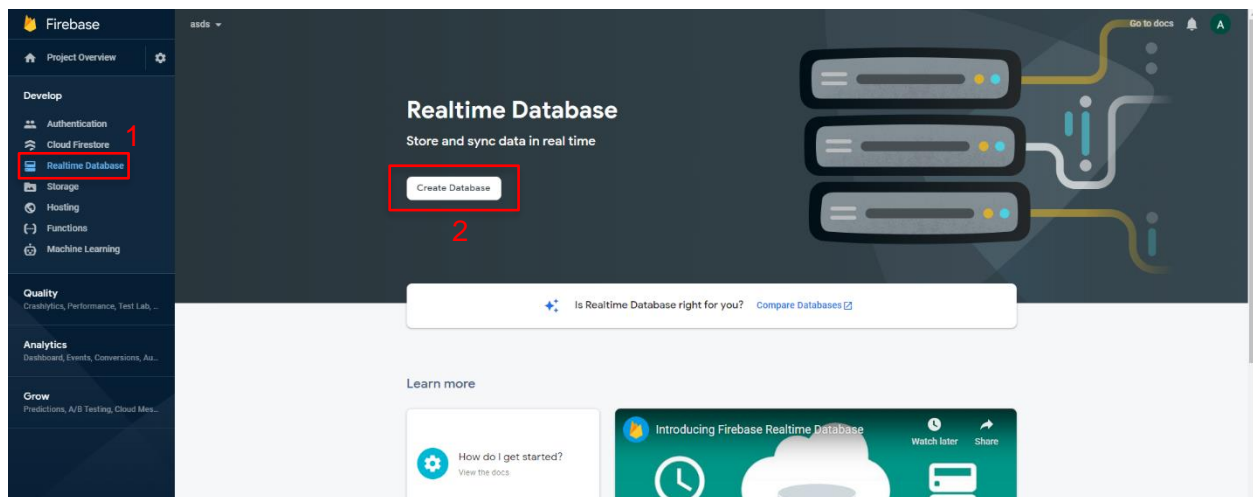 Firebase
asds
Go to docs
A
Project Overview
Develop
Authentication
1
Cloud Firestore
Realtime Database
Storage
Hosting
Functions
Machine Learning
Quality
Crashlytics, Performance, Test Lab, ...
Analytics
Dashboard, Events, Conversions, Au...
Grow
Predictions, A/B Testing, Cloud Mes...
Realtime Database
Store and sync data in real time
Create Database
2
Is Realtime Database right for you? Compare Databases
Learn more
How do I get started?
View the docs
Introducing Firebase Realtime Database
Watch later
Share